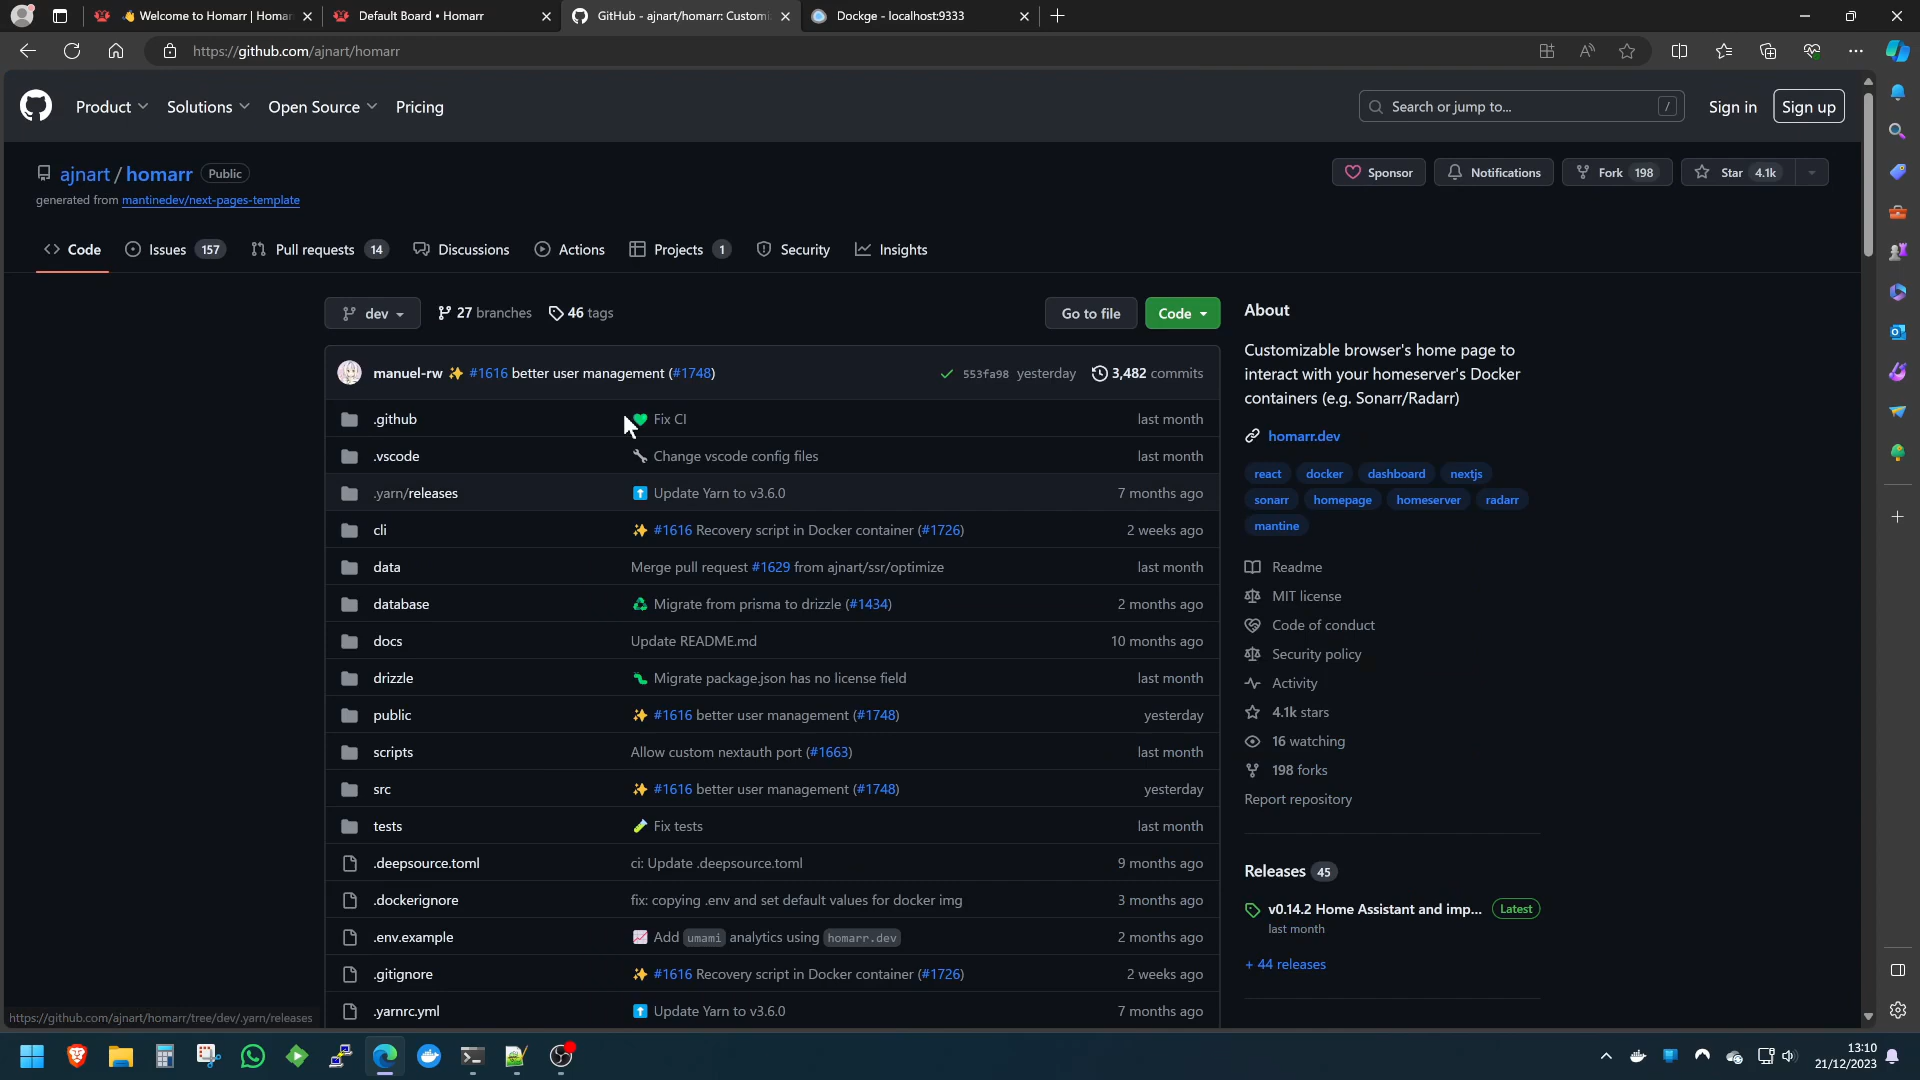 👋 Welcome to Homarr | Homar
Default Board • Homarr
GitHub - ajnart/homarr: Customi
Dockge - localhost:9333
https://github.com/ajnart/homarr
Product
Solutions
Open Source
Pricing
Search or jump to...
/
Sign in
Sign up
ajnart / homarr
Public
generated from mantinedev/next-pages-template
Sponsor
Notifications
Fork 198
Star 4.1k
Code
Issues 157
Pull requests 14
Discussions
Actions
Projects 1
Security
Insights
dev
27 branches
46 tags
Go to file
Code
manuel-rw ✨ #1616 better user management (#1748)
553fa98 yesterday
3,482 commits
.github
💚 Fix CI
last month
.vscode
🔧 Change vscode config files
last month
.yarn/releases
⬆️ Update Yarn to v3.6.0
7 months ago
cli
✨ #1616 Recovery script in Docker container (#1726)
2 weeks ago
data
Merge pull request #1629 from ajnart/ssr/optimize
last month
database
♻️ Migrate from prisma to drizzle (#1434)
2 months ago
docs
Update README.md
10 months ago
drizzle
🐛 Migrate package.json has no license field
last month
public
✨ #1616 better user management (#1748)
yesterday
scripts
Allow custom nextauth port (#1663)
last month
src
✨ #1616 better user management (#1748)
yesterday
tests
🧪 Fix tests
last month
.deepsource.toml
ci: Update .deepsource.toml
9 months ago
.dockerignore
fix: copying .env and set default values for docker img
3 months ago
.env.example
📈 Add umami analytics using homarr.dev
2 months ago
.gitignore
✨ #1616 Recovery script in Docker container (#1726)
2 weeks ago
.yarnrc.yml
⬆️ Update Yarn to v3.6.0
7 months ago
About
Customizable browser's home page to
interact with your homeserver's Docker
containers (e.g. Sonarr/Radarr)
homarr.dev
react
docker
dashboard
nextjs
sonarr
homepage
homeserver
radarr
mantine
Readme
MIT license
Code of conduct
Security policy
Activity
4.1k stars
16 watching
198 forks
Report repository
Releases 45
v0.14.2 Home Assistant and imp...
Latest
last month
+ 44 releases
https://github.com/ajnart/homarr/tree/dev/.yarn/releases
13:10
21/12/2023